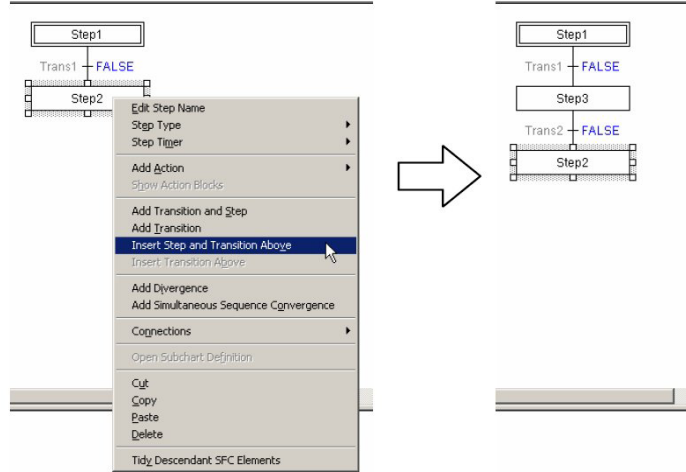 Step1
Trans1 FALSE
Step2
Edit Step Name
Step Type
Step Timer
Add Action
Show Action Blocks
Add Transition and Step
Add Transition
Insert Step and Transition Above
Insert Transition Above
Add Divergence
Add Simultaneous Sequence Convergence
Connections
Open Subchart Definition
Cut
Copy
Paste
Delete
Tidy Descendant SFC Elements
Step1
Trans1 FALSE
Step3
Trans2 FALSE
Step2